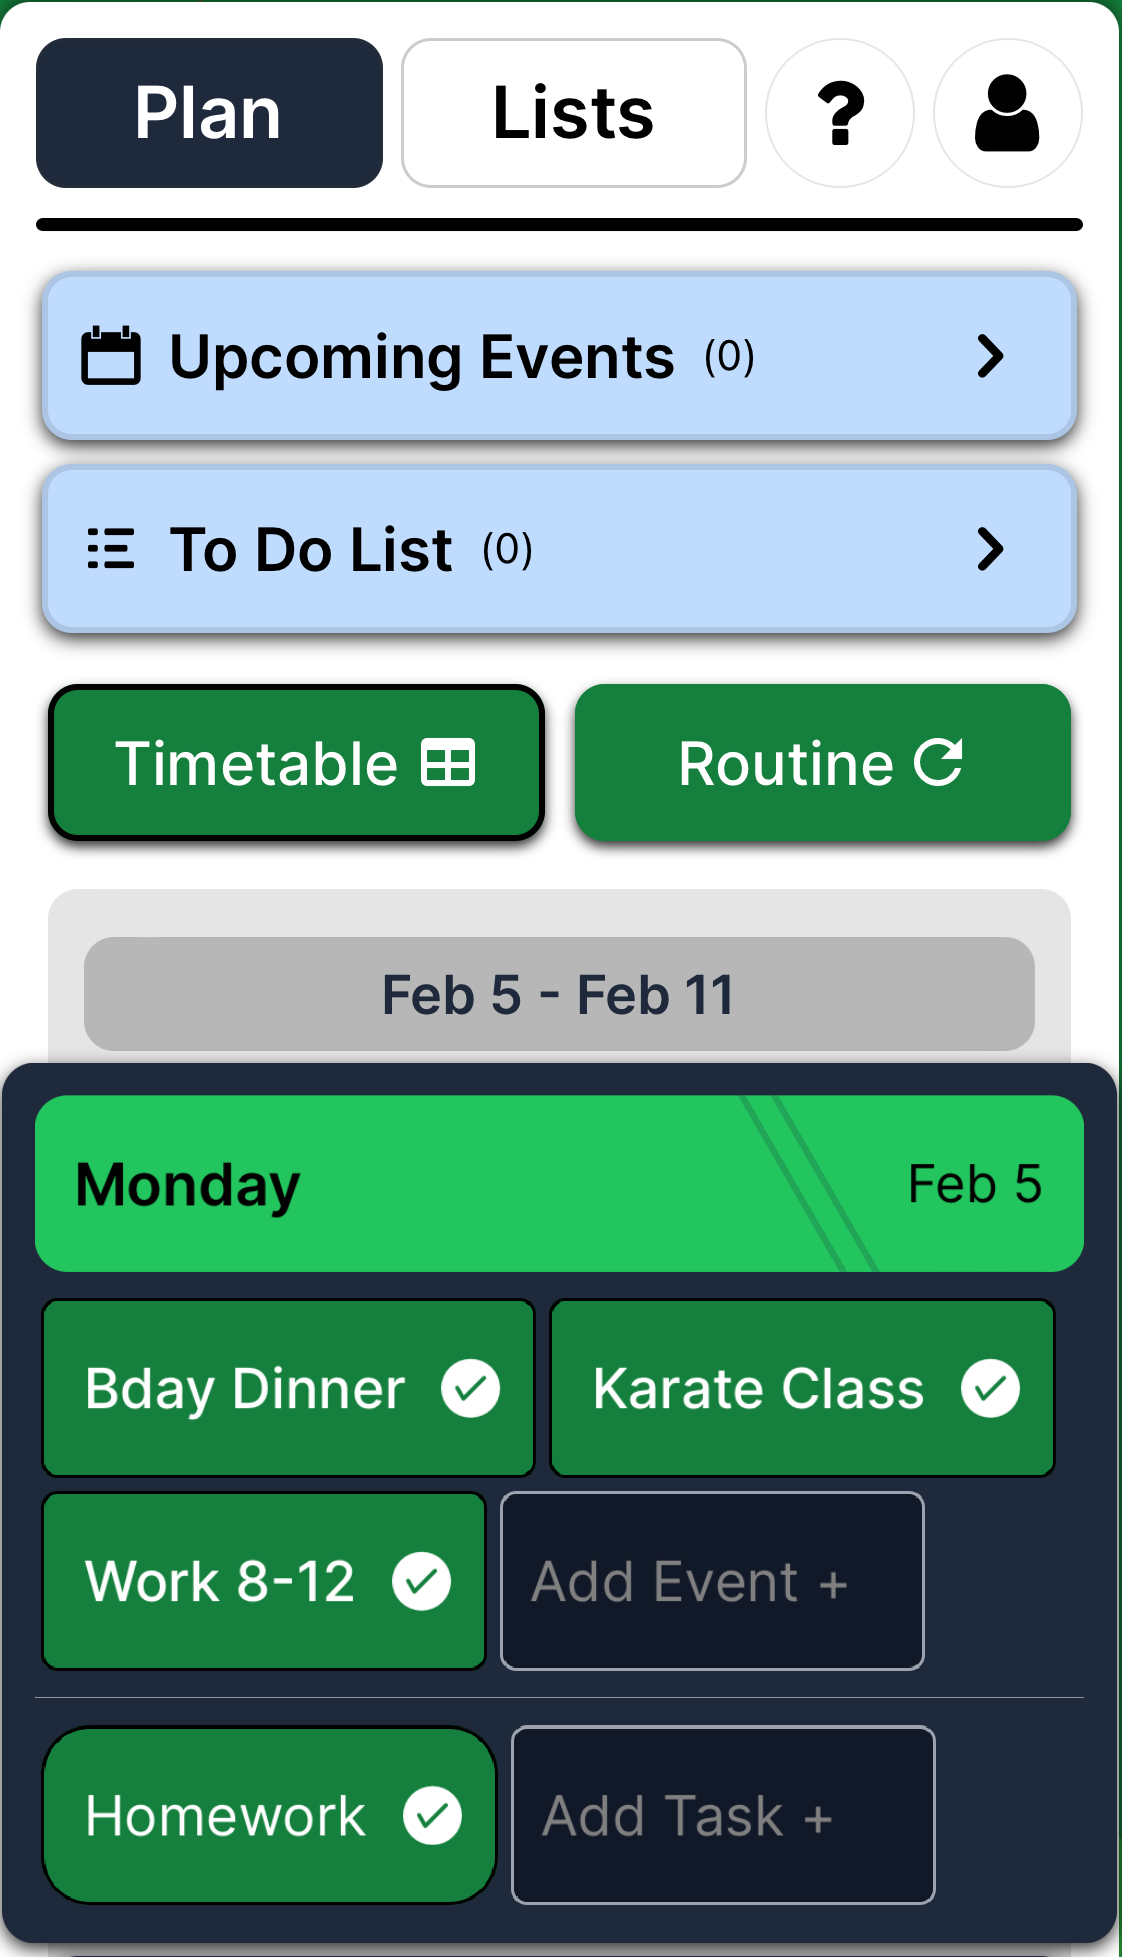 Plan Lists ?
Upcoming Events (0)
To Do List (0)
Timetable Routine
Feb 5 - Feb 11
Monday Feb 5
Bday Dinner Karate Class
Work 8-12 Add Event +
Homework Add Task +